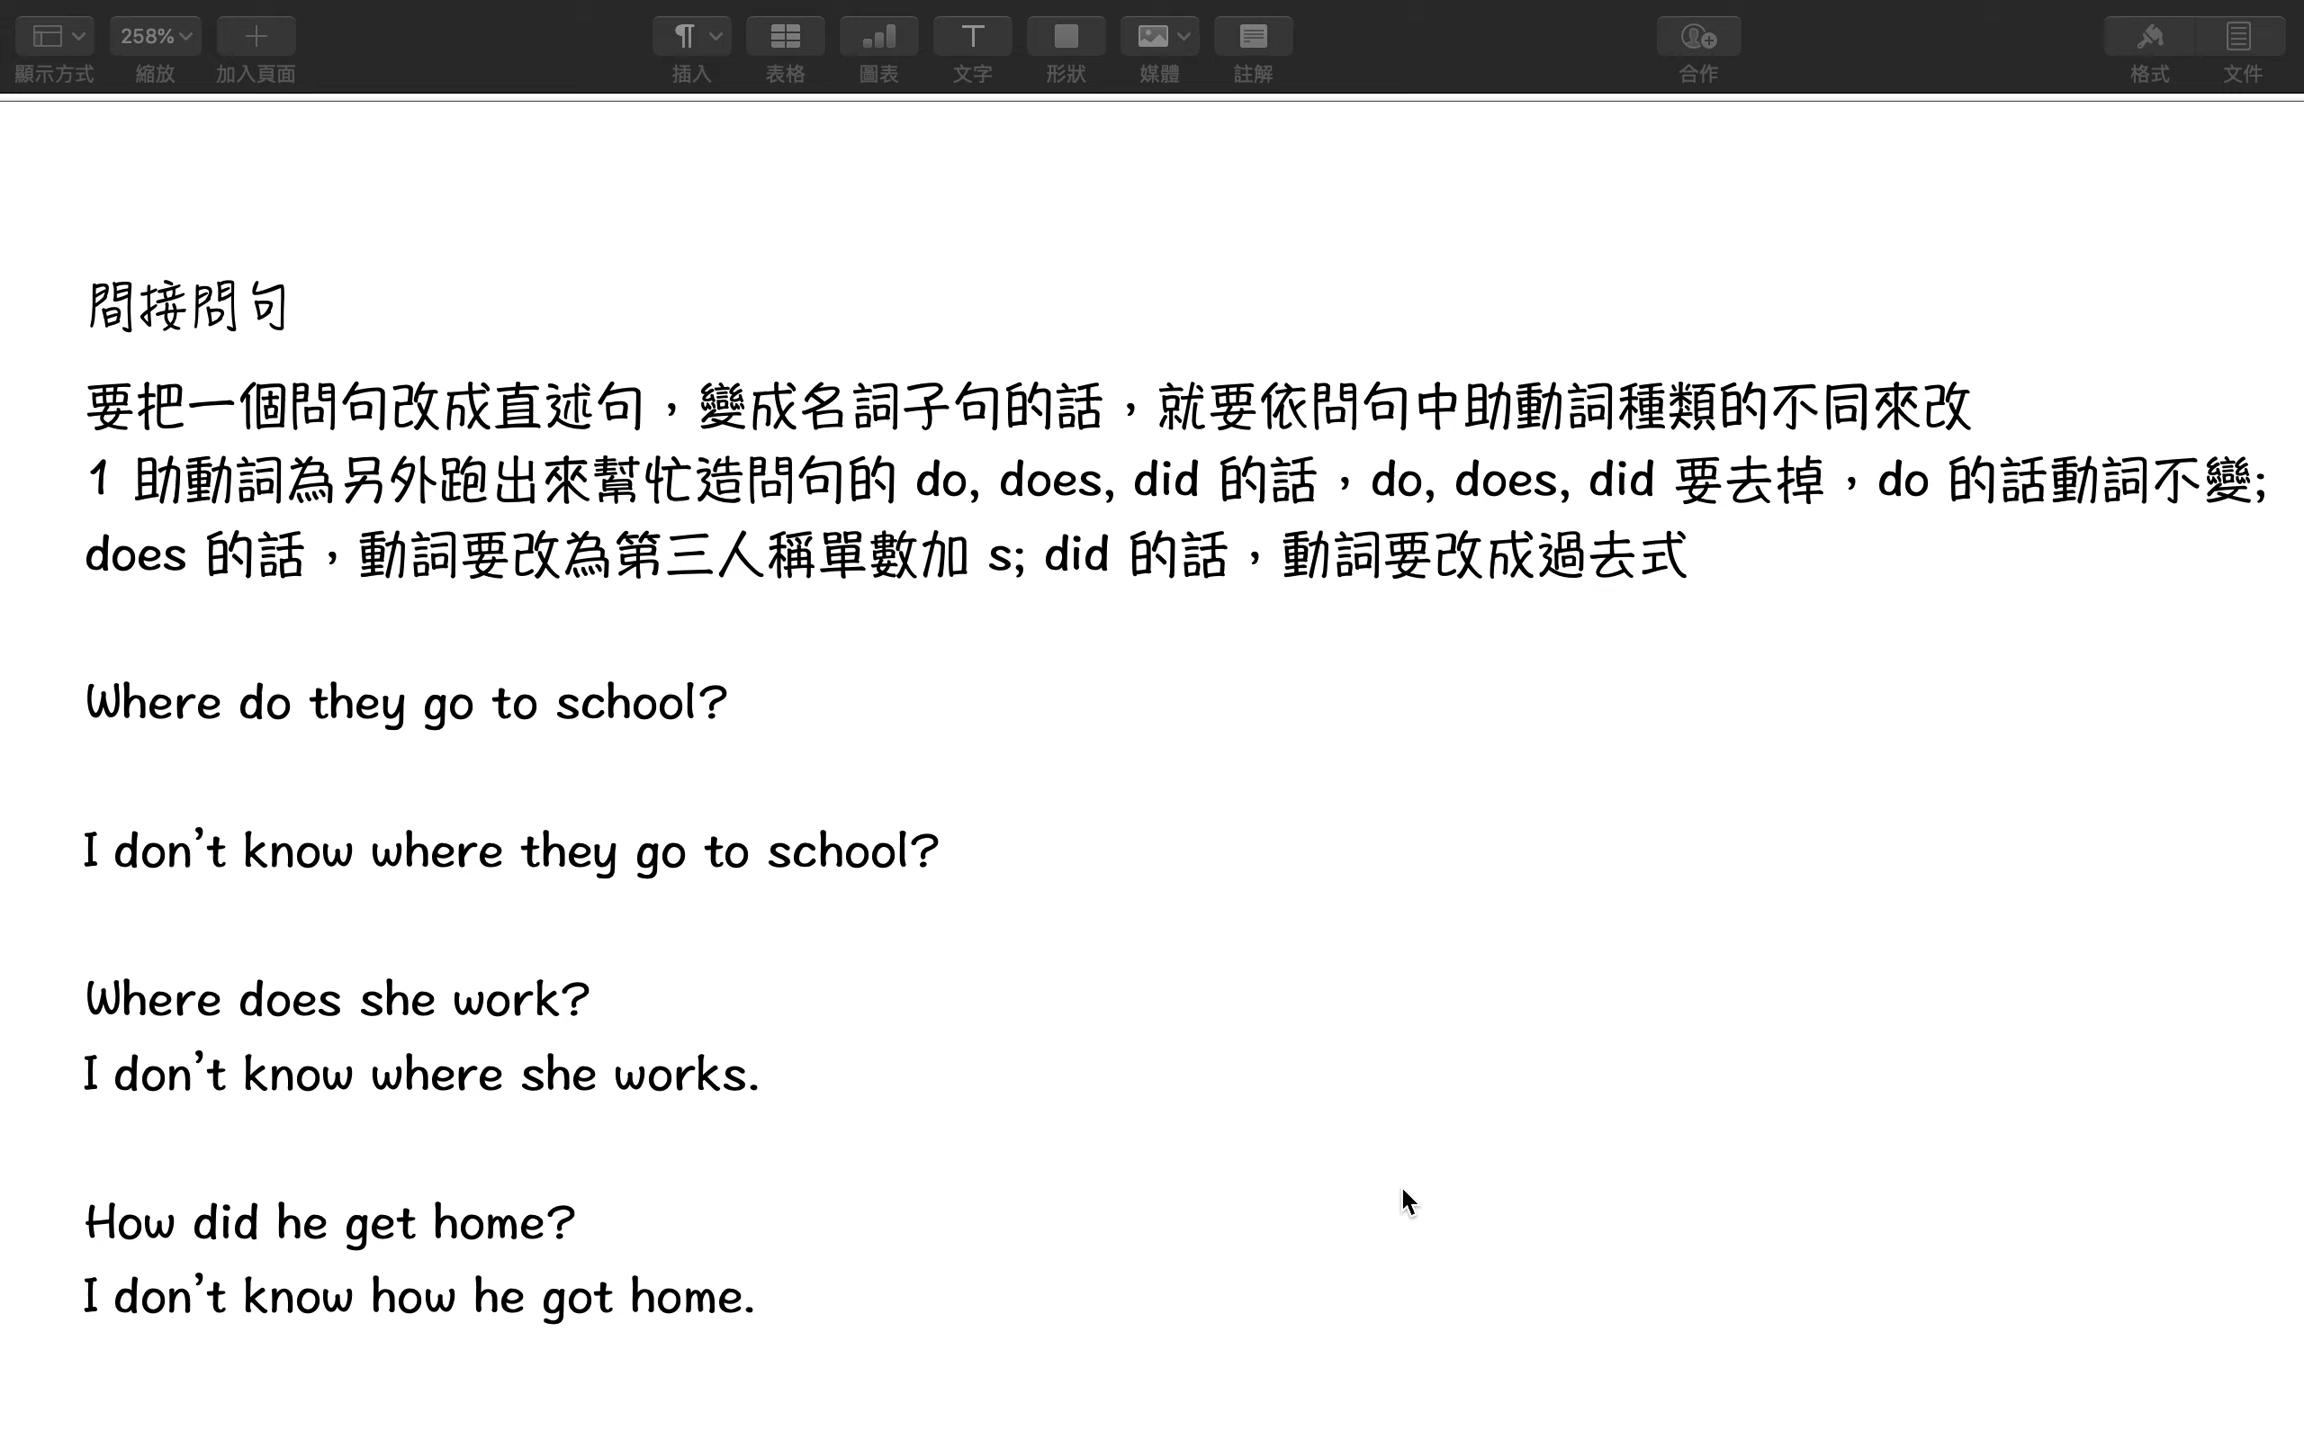 258%
顯示方式 縮放 加入頁面 插入 表格 圖表 文字 形狀 媒體 註解 合作 格式 文件
間接問句
要把一個問句改成直述句，變成名詞子句的話，就要依問句中助動詞種類的不同來改
1 助動詞為另外跑出來幫忙造問句的 do, does, did 的話，do, does, did 要去掉，do 的話動詞不變;
does 的話，動詞要改為第三人稱單數加 s; did 的話，動詞要改成過去式
Where do they go to school?
I don’t know where they go to school?
Where does she work?
I don’t know where she works.
How did he get home?
I don’t know how he got home.